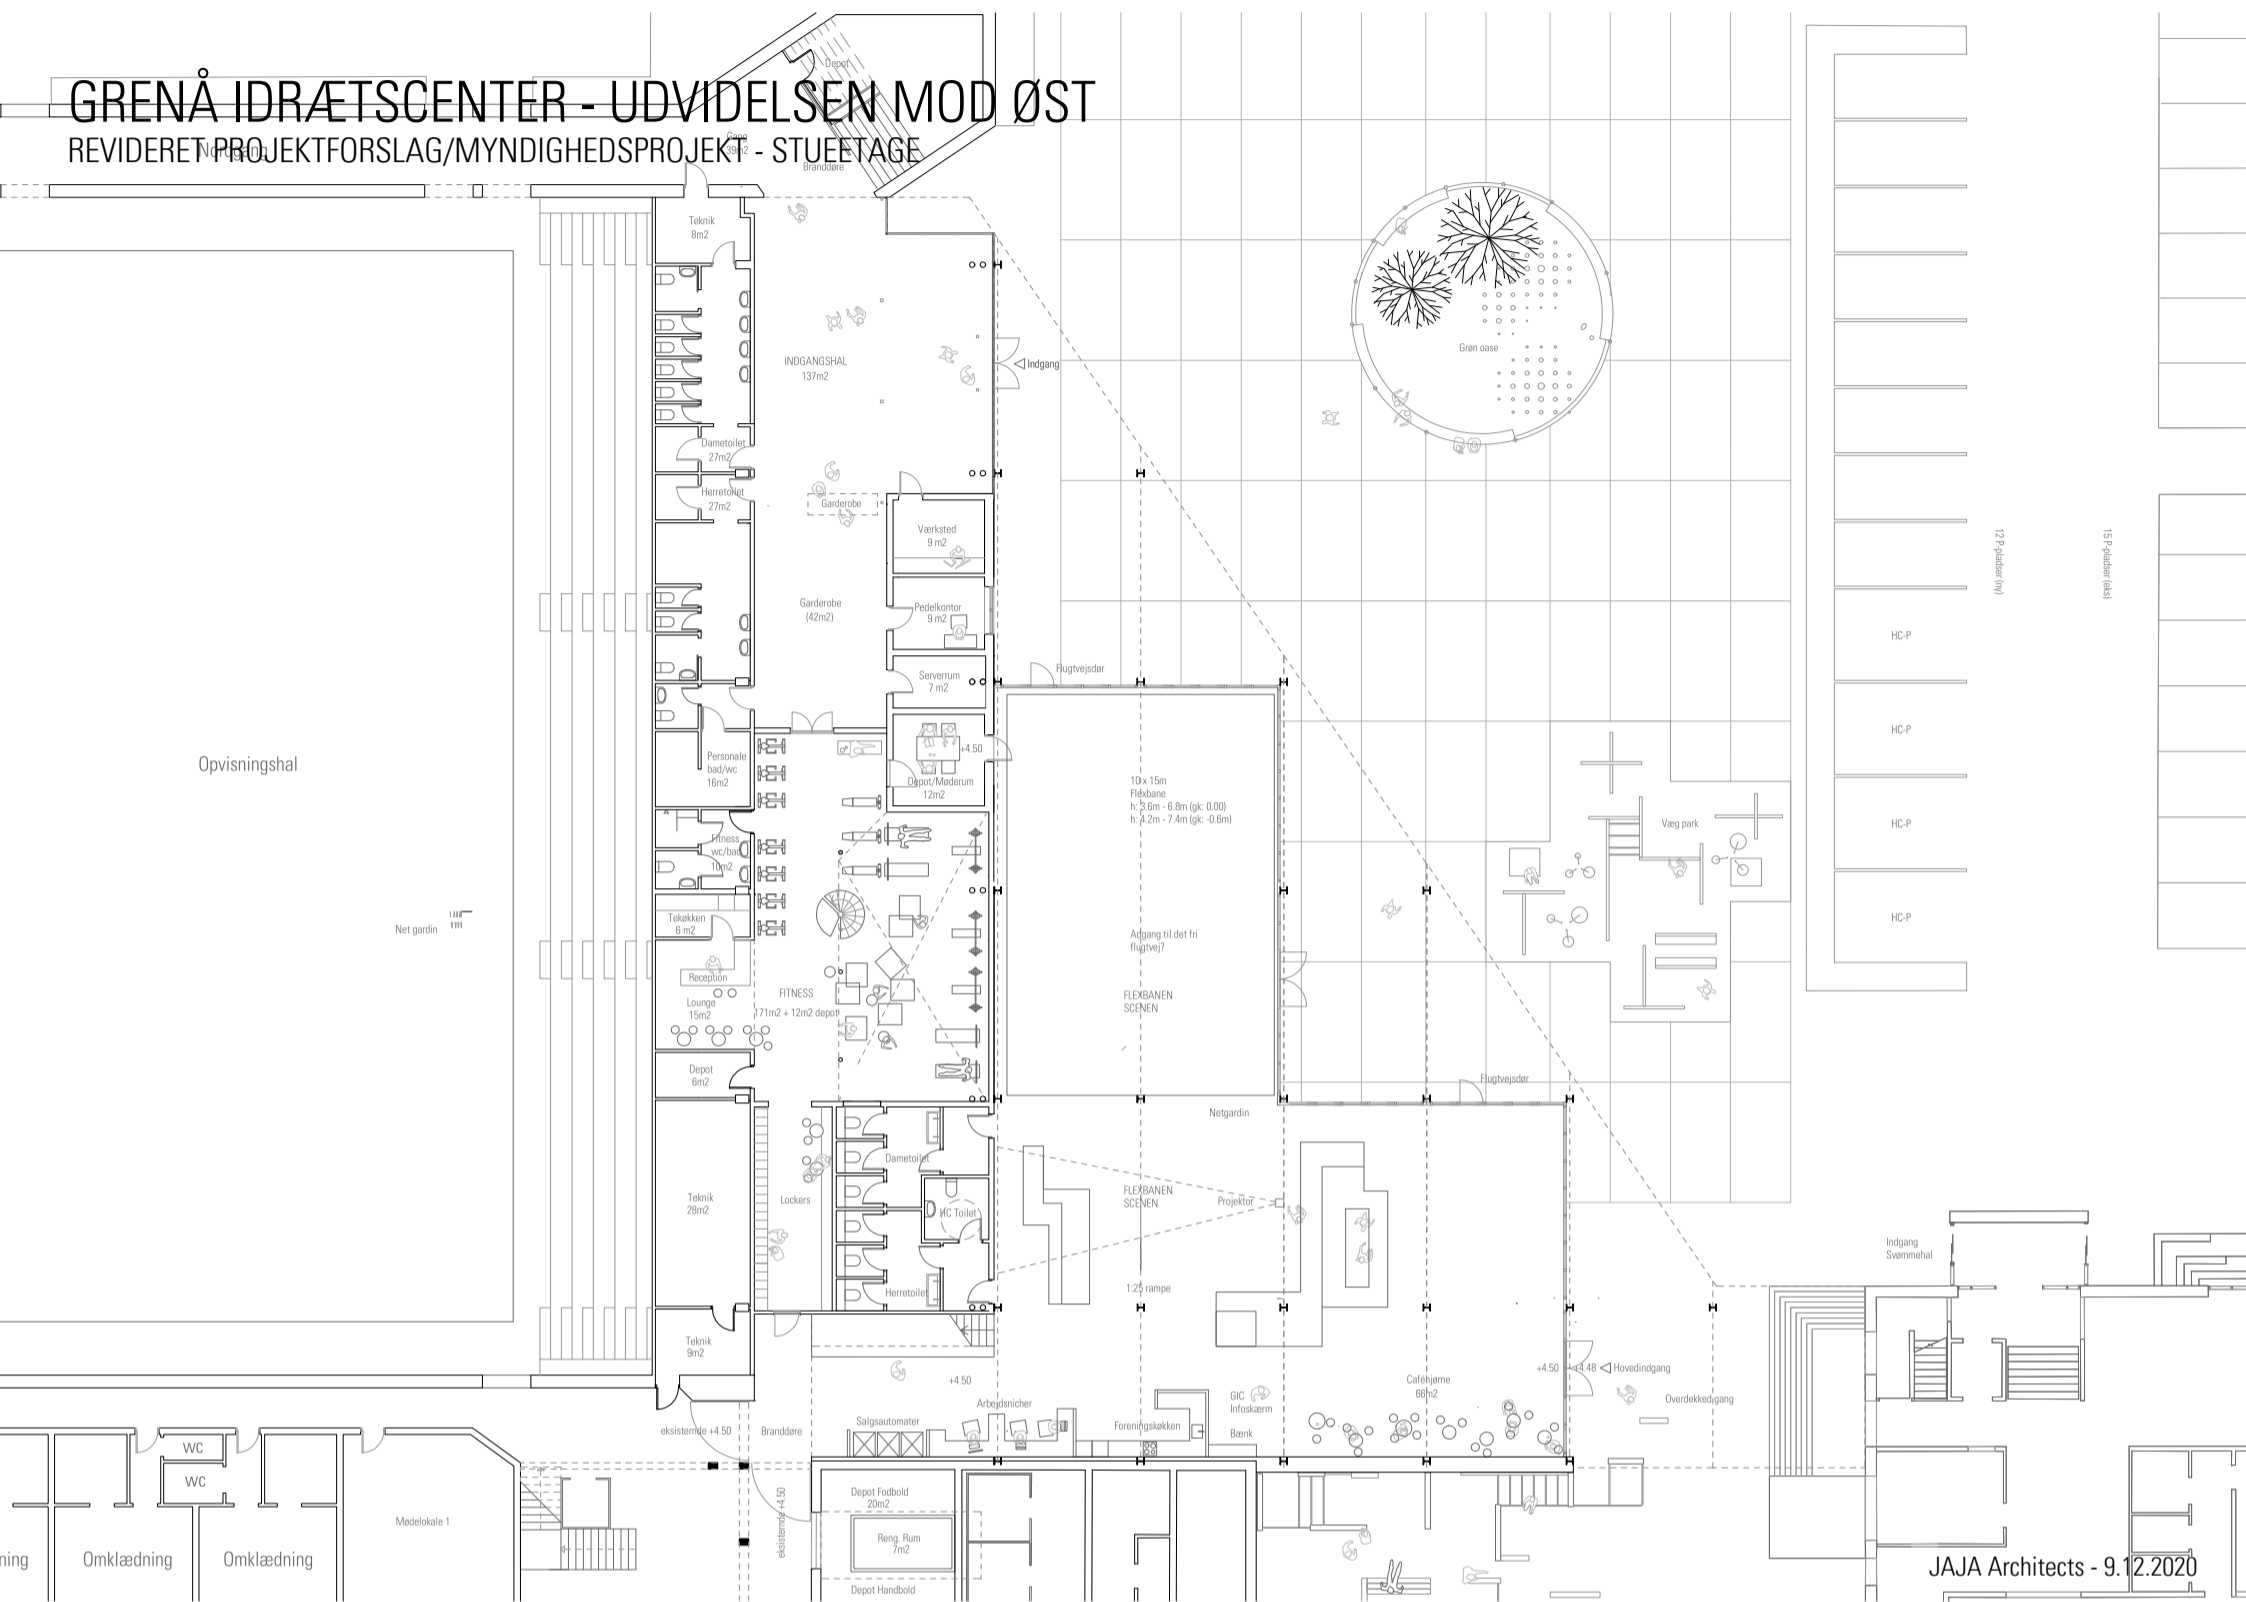 GRENÅ IDRÆTSCENTER - UDVIDELSEN MOD ØST
REVIDERET PROJEKTFORSLAG/MYNDIGHEDSPROJEKT - STUEETAGE
Depot
Nordgang
Gang
39m2
Branddøre
Teknik
8m2
INDGANGSHAL
137m2
Indgang
Grøn oase
Dametoilet
27m2
Herretoilet
27m2
Garderobe
Værksted
9 m2
Garderobe
(42m2)
Pedelkontor
9 m2
Serverrum
7 m2
Flugtvejsdør
12 P-pladser (ny)
15 P-pladser (eks)
HC-P
HC-P
HC-P
HC-P
Opvisningshal
Personale
bad/wc
16m2
+4.50
Depot/Møderum
12m2
10 x 15m
Flexbane
h: 3.6m - 6.8m (gk: 0.00)
h: 4.2m - 7.4m (gk: -0.6m)
Væg park
Fitness
wc/bad
10m2
Net gardin
Tekøkken
6 m2
Reception
Lounge
15m2
FITNESS
171m2 + 12m2 depot
Adgang til det fri
flugtvej?
FLEXBANEN
SCENEN
Depot
6m2
Flugtvejsdør
Netgardin
Dametoilet
Teknik
28m2
Lockers
HC Toilet
FLEXBANEN
SCENEN
Projektor
Herretoilet
1:25 rampe
Indgang
Svømmehal
Teknik
9m2
+4.50
+4.50
+4.48
Hovedindgang
Caféhjørne
66m2
Overdekket gang
Arbejdsnicher
GIC
Infoskærm
Salgsautomater
Foreningskøkken
Bænk
eksisternde +4.50
Branddøre
eksisternde +4.50
WC
WC
Mødelokale 1
ning
Omklædning
Omklædning
Depot Fodbold
20m2
Reng. Rum
7m2
Depot Handbold
JAJA Architects - 9.12.2020